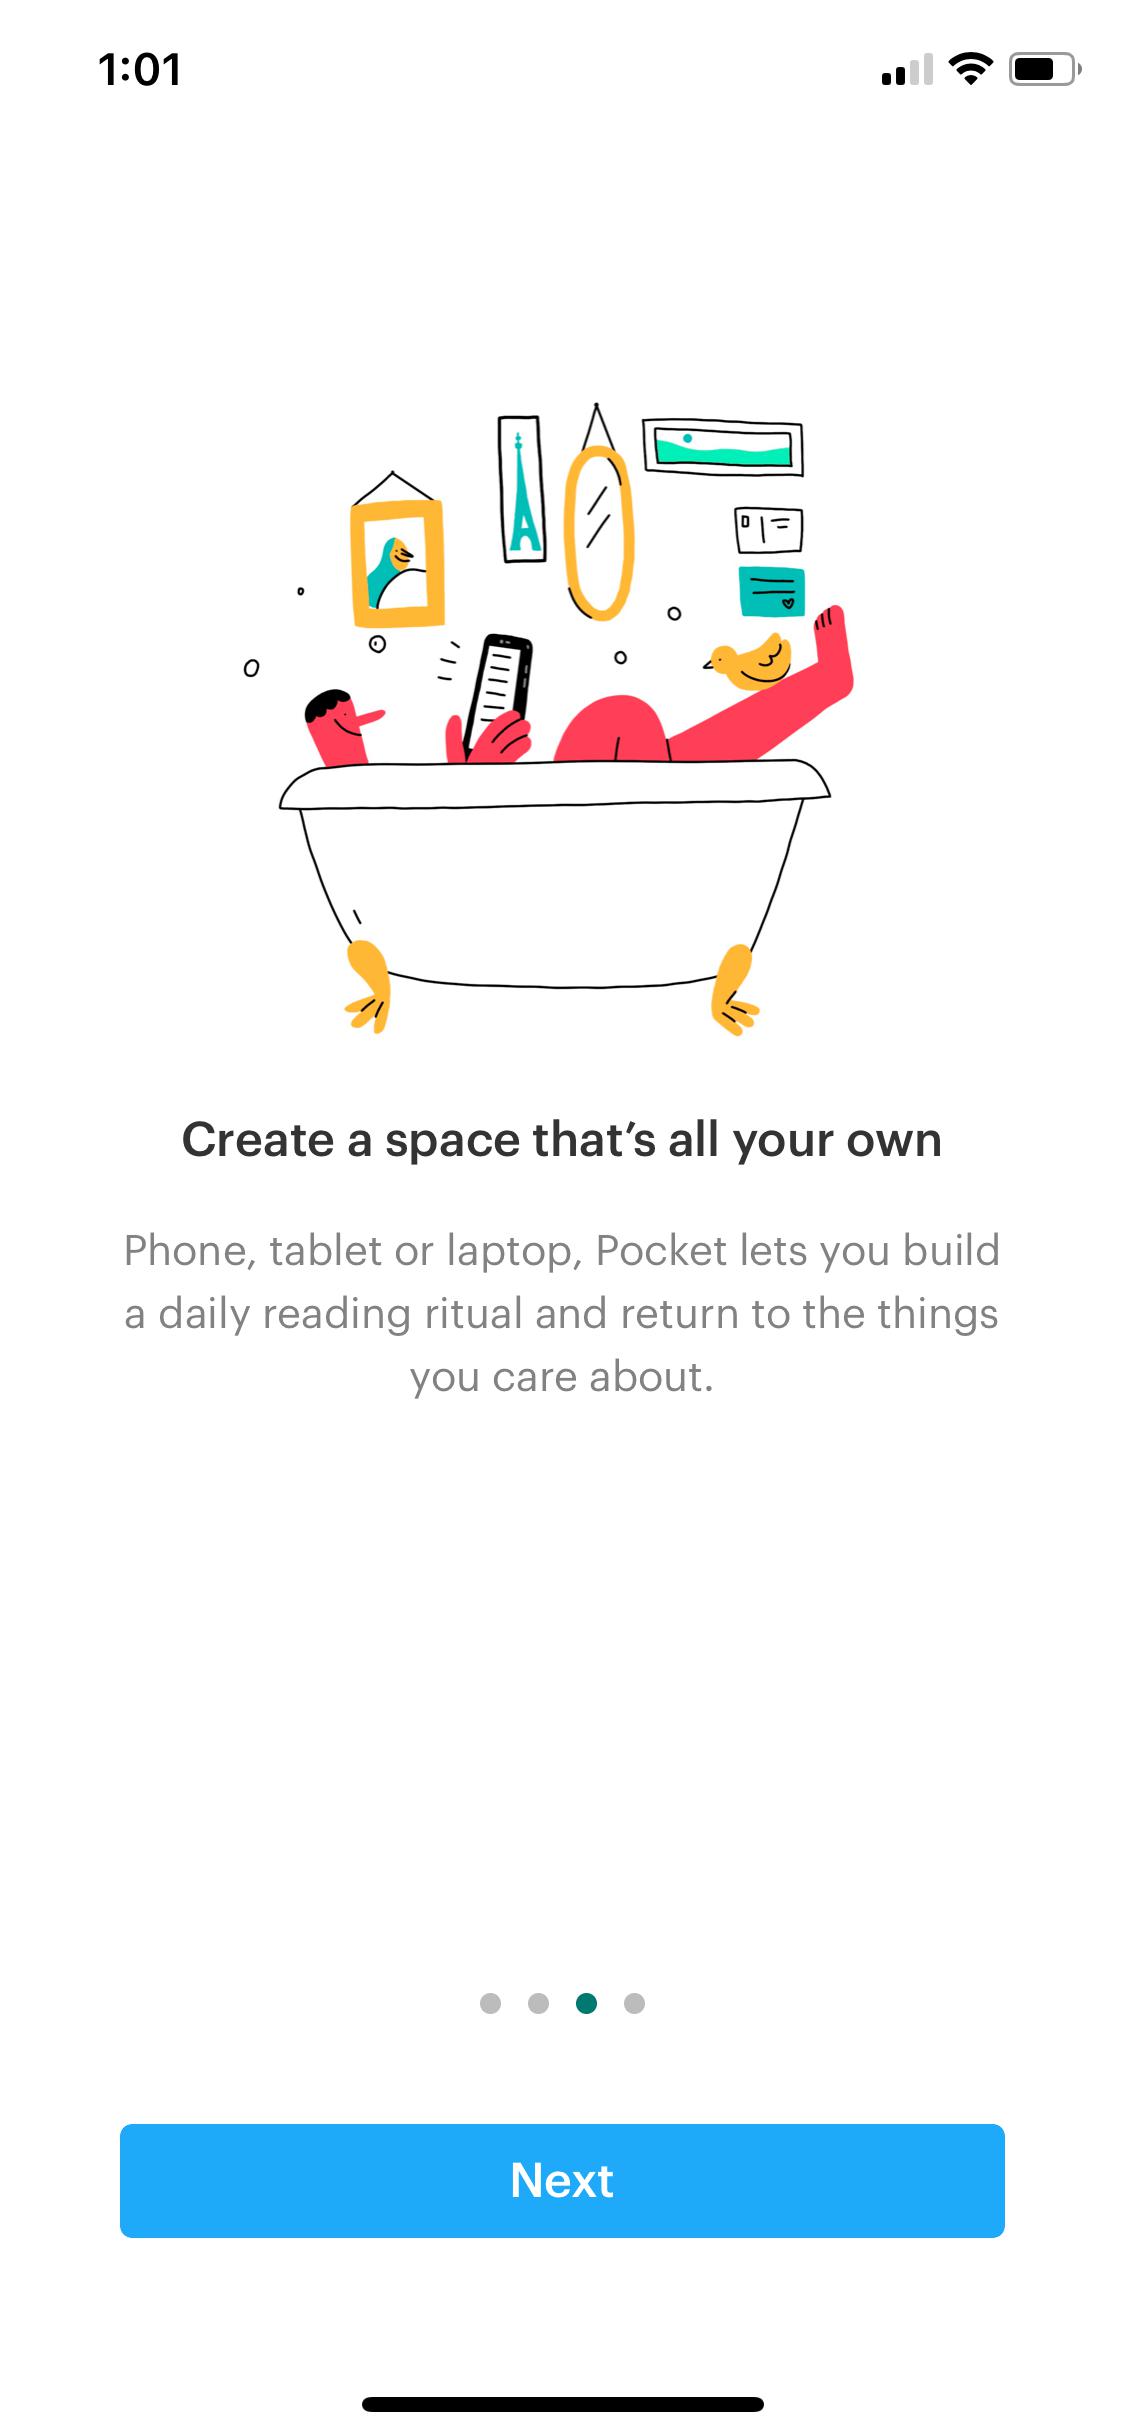 1:01
Create a space that’s all your own
Phone, tablet or laptop, Pocket lets you build
a daily reading ritual and return to the things
you care about.
Next